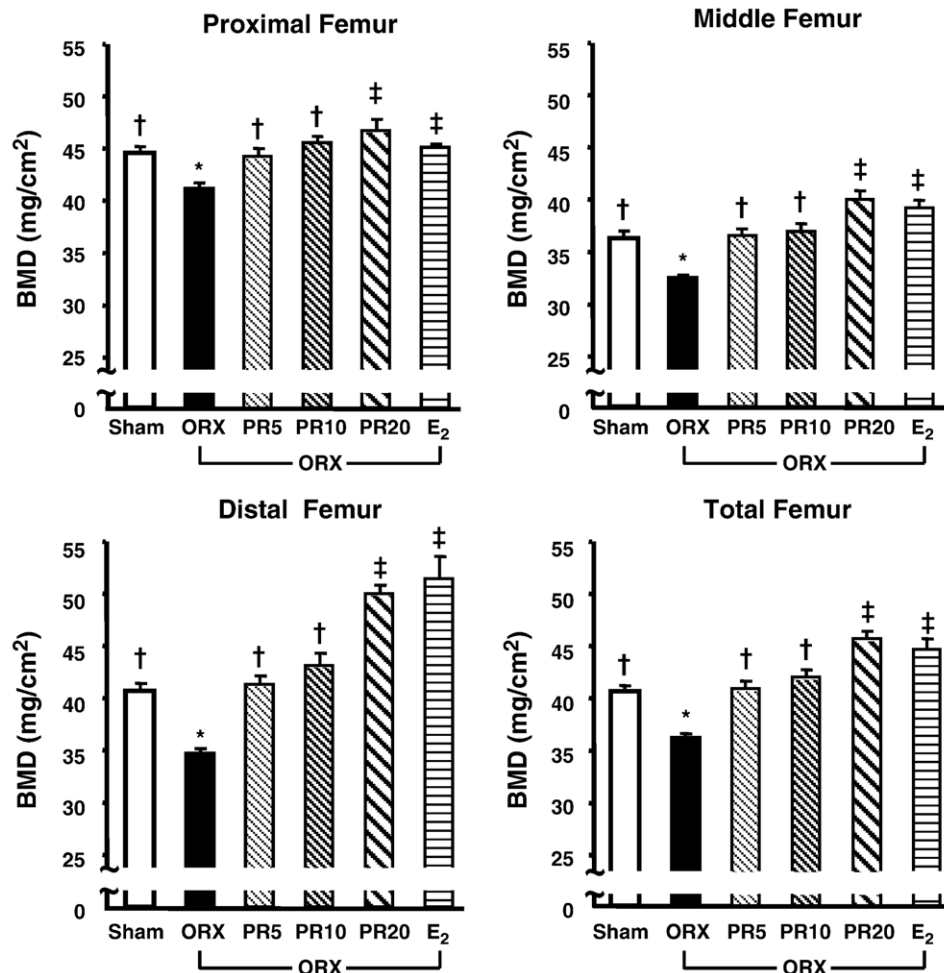 Proximal Femur
BMD (mg/cm²)
55
50
45
40
35
30
25
0
† * † † ‡ ‡
Sham ORX PR5 PR10 PR20 E₂
ORX
Middle Femur
BMD (mg/cm²)
55
50
45
40
35
30
25
0
† * † † ‡ ‡
Sham ORX PR5 PR10 PR20 E₂
ORX
Distal Femur
BMD (mg/cm²)
55
50
45
40
35
30
25
0
† * † † ‡ ‡
Sham ORX PR5 PR10 PR20 E₂
ORX
Total Femur
BMD (mg/cm²)
55
50
45
40
35
30
25
0
† * † † ‡ ‡
Sham ORX PR5 PR10 PR20 E₂
ORX